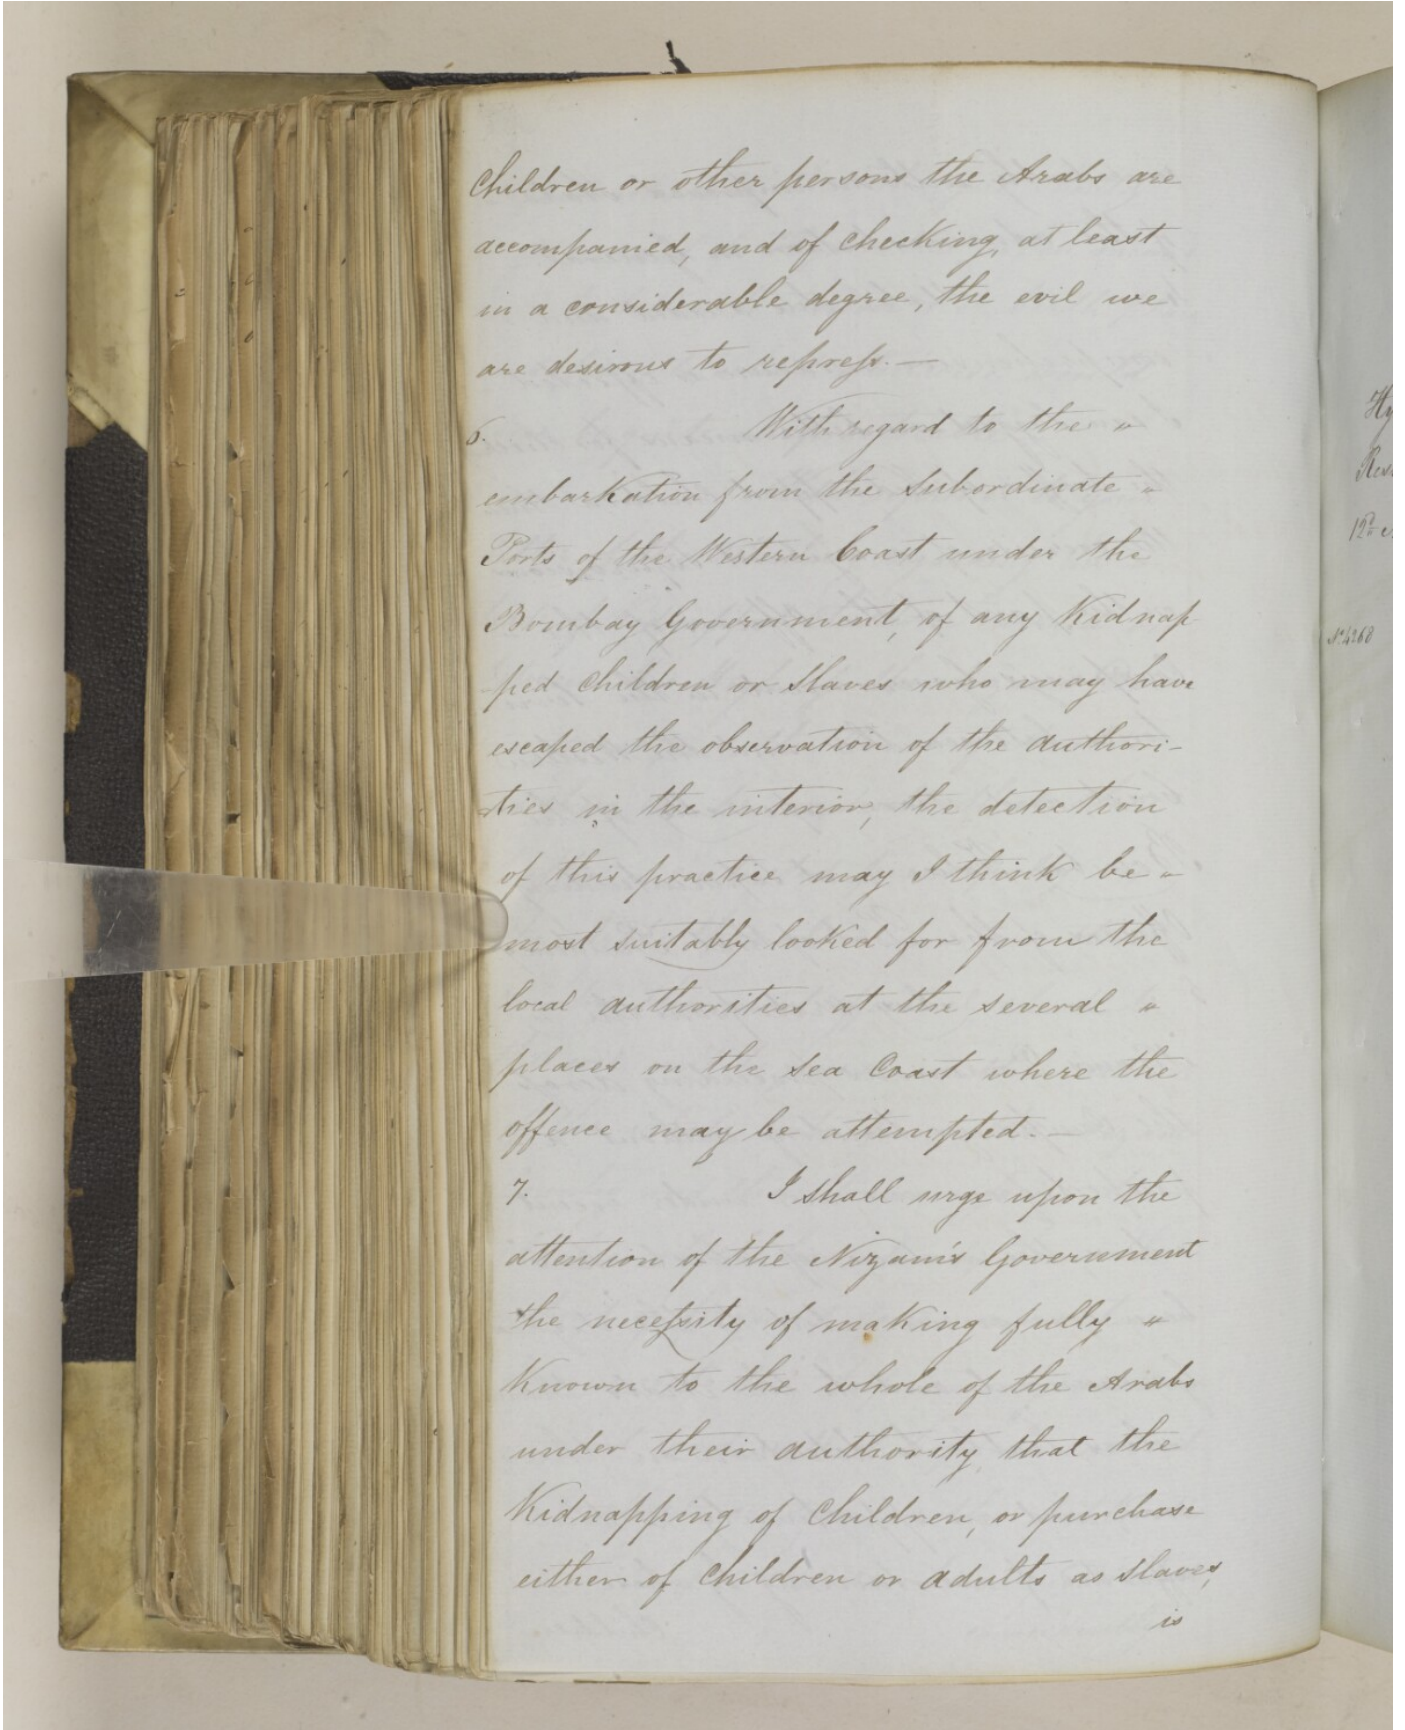 Children or other persons the Arabs are
accompanied, and of checking, at least
in a considerable degree, the evil we
are desirous to repress. —
6. With regard to the "
embarkation from the subordinate "
Ports of the Western Coast under the
Bombay Government, of any Kidnap
-ped Children or Slaves who may have
escaped the observation of the authori-
-ties in the interior, the detection
of this practice may I think be "
most suitably looked for from the
local authorities at the several "
places on the Sea Coast where the
offence may be attempted. —
7. I shall urge upon the
attention of the Nizam's Government
the necessity of making fully "
Known to the whole of the Arabs
under their authority that the
Kidnapping of Children, or purchase
either of Children or adults as slaves,
is
Hy
Res
No 4268